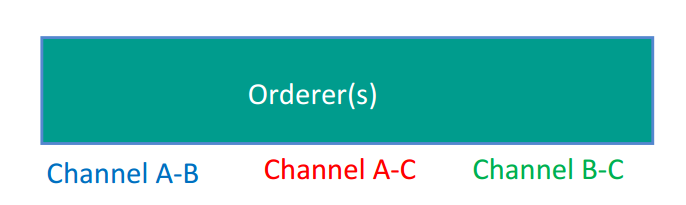 Orderer(s)
Channel A-B
Channel A-C
Channel B-C